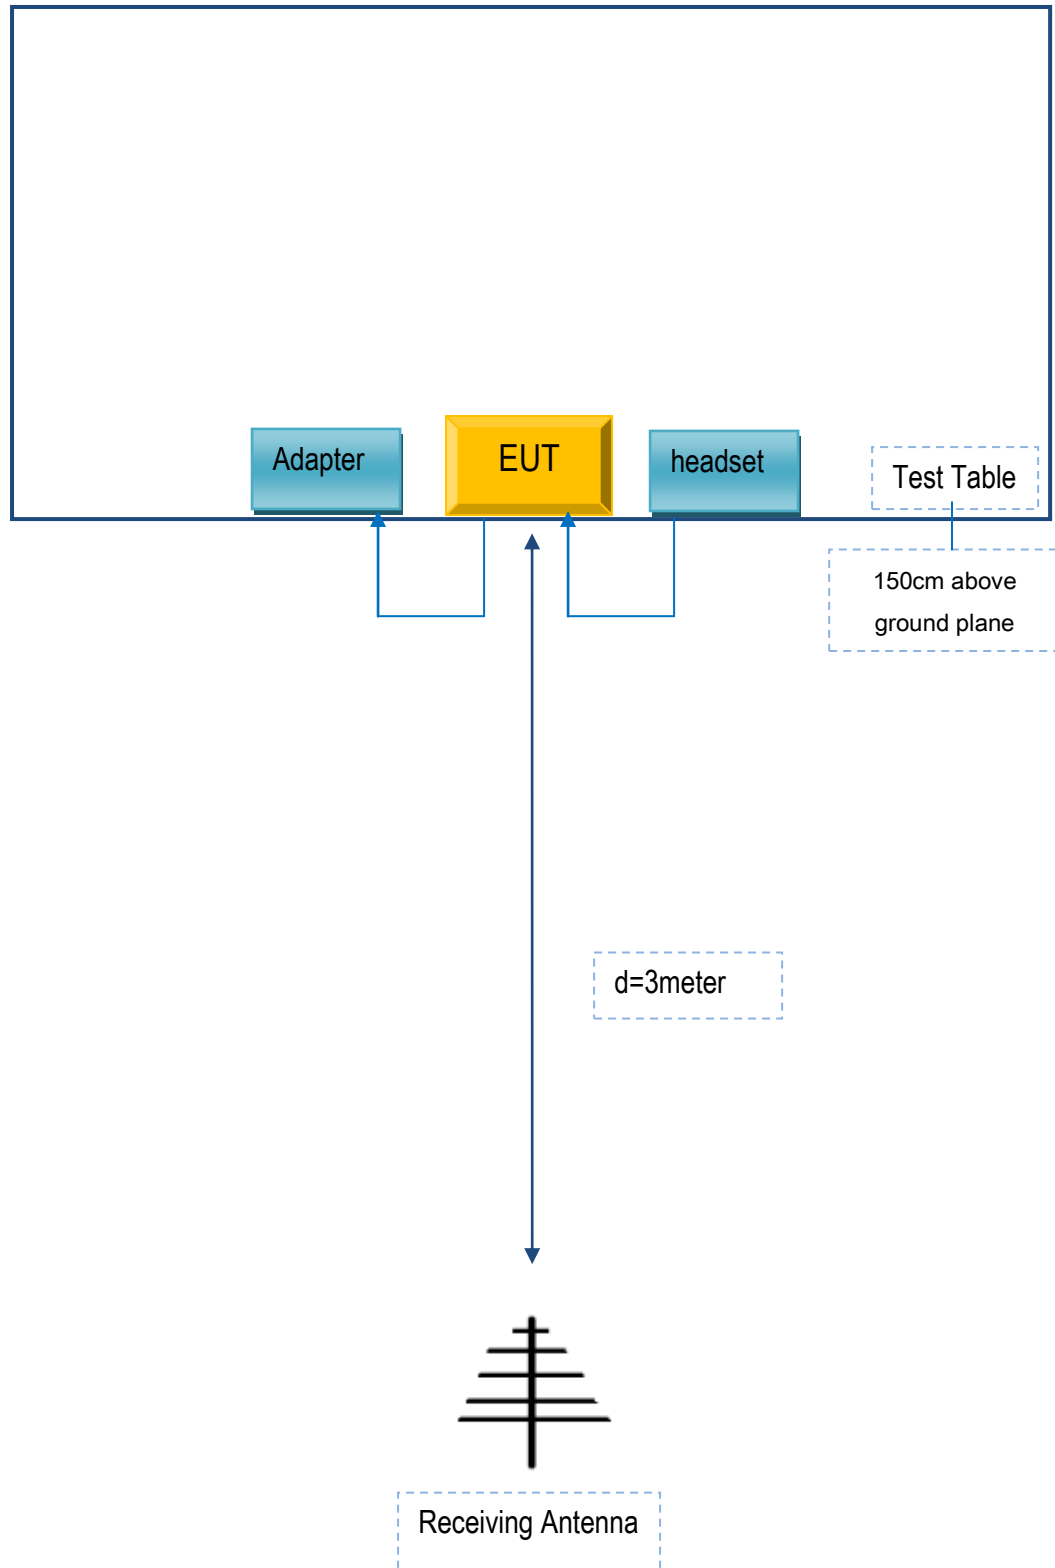 Adapter
EUT
headset
Test Table
150cm above
ground plane
d=3meter
Receiving Antenna